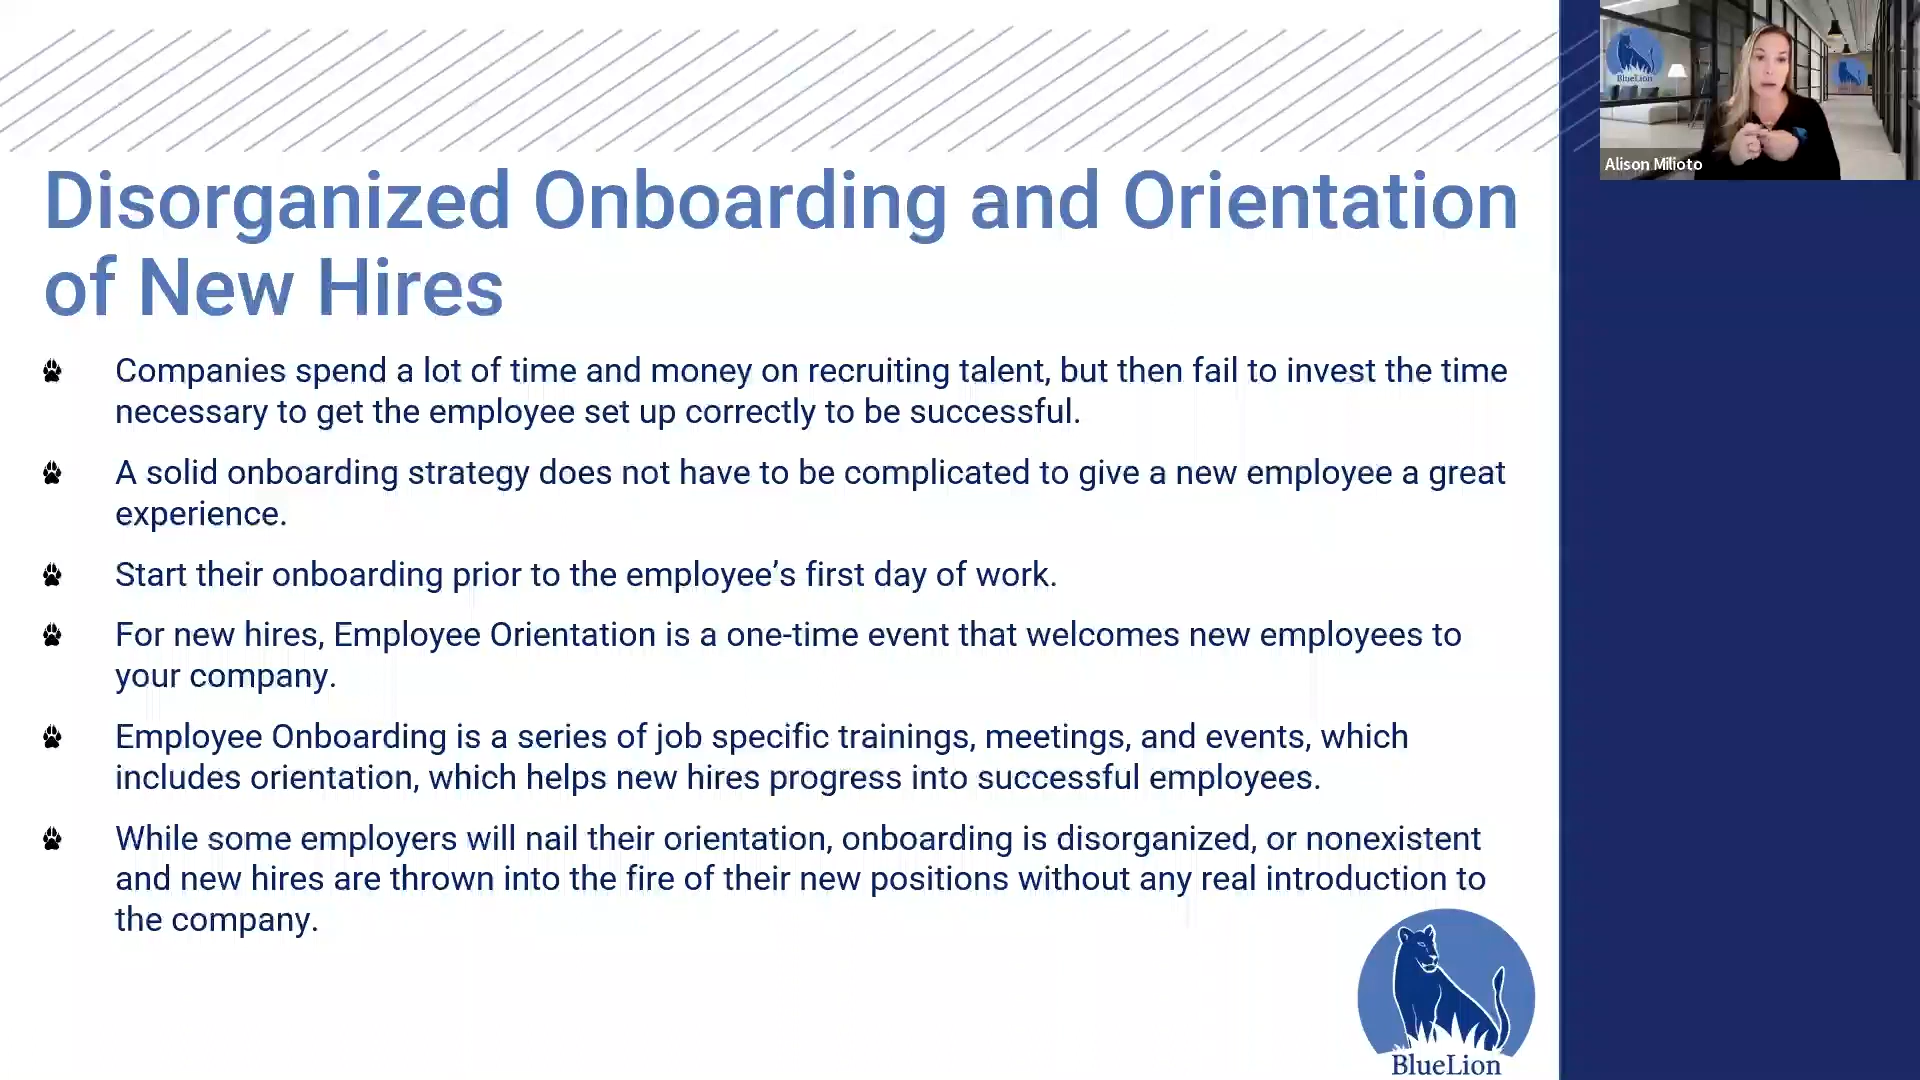 Disorganized Onboarding and Orientation
of New Hires
Companies spend a lot of time and money on recruiting talent, but then fail to invest the time
necessary to get the employee set up correctly to be successful.
A solid onboarding strategy does not have to be complicated to give a new employee a great
experience.
Start their onboarding prior to the employee’s first day of work.
For new hires, Employee Orientation is a one-time event that welcomes new employees to
your company.
Employee Onboarding is a series of job specific trainings, meetings, and events, which
includes orientation, which helps new hires progress into successful employees.
While some employers will nail their orientation, onboarding is disorganized, or nonexistent
and new hires are thrown into the fire of their new positions without any real introduction to
the company.
BlueLion
BlueLion
Alison Milioto